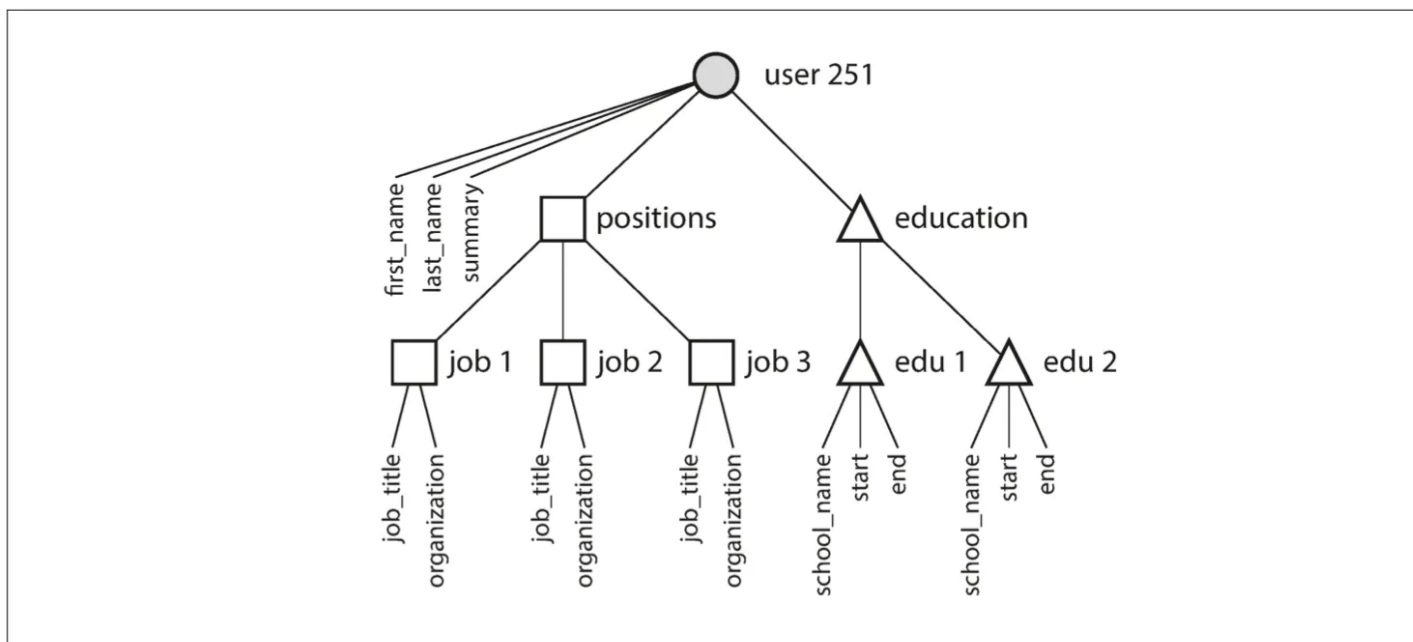 user 251
first_name
last_name
summary
positions
education
job 1
job 2
job 3
edu 1
edu 2
job_title
organization
job_title
organization
job_title
organization
school_name
start
end
school_name
start
end